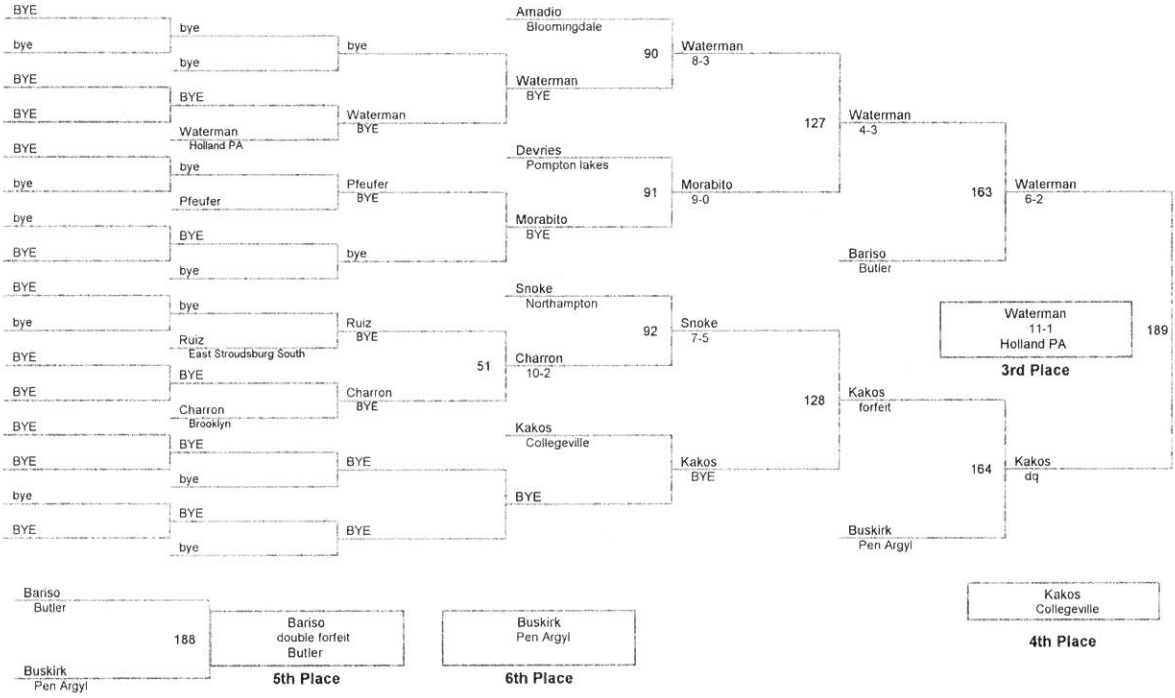 BYE
bye
BYE
BYE
BYE
bye
bye
BYE
BYE
bye
BYE
BYE
BYE
BYE
bye
BYE
bye
bye
BYE
Waterman
Holland PA
bye
Pfeufer
BYE
bye
bye
Ruiz
East Stroudsburg South
BYE
Charron
Brooklyn
BYE
bye
BYE
bye
bye
Waterman
BYE
Pfeufer
BYE
bye
Ruiz
BYE
51
Charron
BYE
BYE
BYE
Amadio
Bloomingdale
90
Waterman
BYE
Devries
Pompton lakes
91
Morabito
BYE
Snoke
Northampton
92
Charron
10-2
Kakos
Collegeville
BYE
Waterman
8-3
127
Morabito
9-0
Snoke
7-5
128
Kakos
BYE
Waterman
4-3
163
Bariso
Butler
Kakos
forfeit
164
Buskirk
Pen Argyl
Waterman
6-2
189
Kakos
dq
Waterman
11-1
Holland PA
3rd Place
Kakos
Collegeville
4th Place
Bariso
Butler
188
Buskirk
Pen Argyl
Bariso
double forfeit
Butler
5th Place
Buskirk
Pen Argyl
6th Place